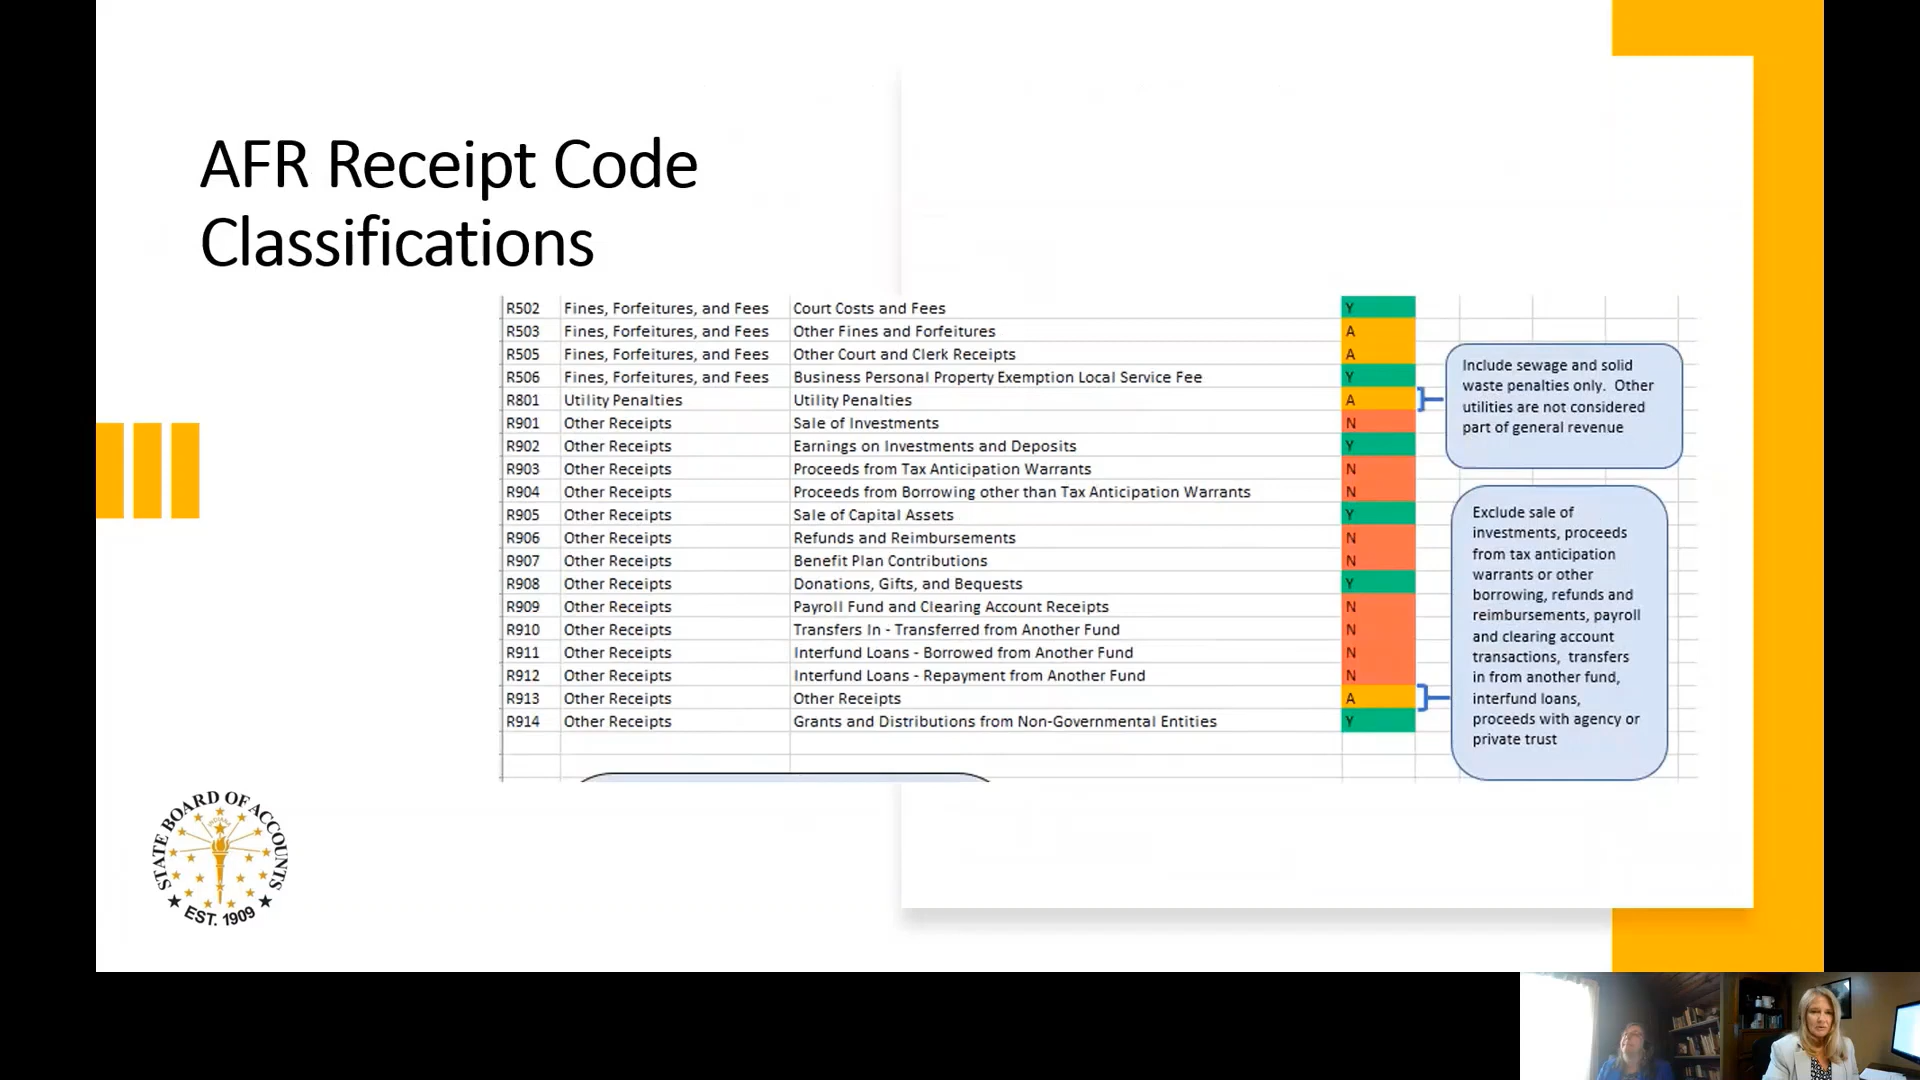 AFR Receipt Code
Classifications
R502 Fines, Forfeitures, and Fees Court Costs and Fees Y
R503 Fines, Forfeitures, and Fees Other Fines and Forfeitures A
R505 Fines, Forfeitures, and Fees Other Court and Clerk Receipts A
R506 Fines, Forfeitures, and Fees Business Personal Property Exemption Local Service Fee Y
R801 Utility Penalties Utility Penalties A
R901 Other Receipts Sale of Investments N
R902 Other Receipts Earnings on Investments and Deposits Y
R903 Other Receipts Proceeds from Tax Anticipation Warrants N
R904 Other Receipts Proceeds from Borrowing other than Tax Anticipation Warrants N
R905 Other Receipts Sale of Capital Assets Y
R906 Other Receipts Refunds and Reimbursements N
R907 Other Receipts Benefit Plan Contributions N
R908 Other Receipts Donations, Gifts, and Bequests Y
R909 Other Receipts Payroll Fund and Clearing Account Receipts N
R910 Other Receipts Transfers In - Transferred from Another Fund N
R911 Other Receipts Interfund Loans - Borrowed from Another Fund N
R912 Other Receipts Interfund Loans - Repayment from Another Fund N
R913 Other Receipts Other Receipts A
R914 Other Receipts Grants and Distributions from Non-Governmental Entities Y
Include sewage and solid
waste penalties only. Other
utilities are not considered
part of general revenue
Exclude sale of
investments, proceeds
from tax anticipation
warrants or other
borrowing, refunds and
reimbursements, payroll
and clearing account
transactions, transfers
in from another fund,
interfund loans,
proceeds with agency or
private trust
STATE BOARD OF ACCOUNTS
INDIANA
EST. 1909